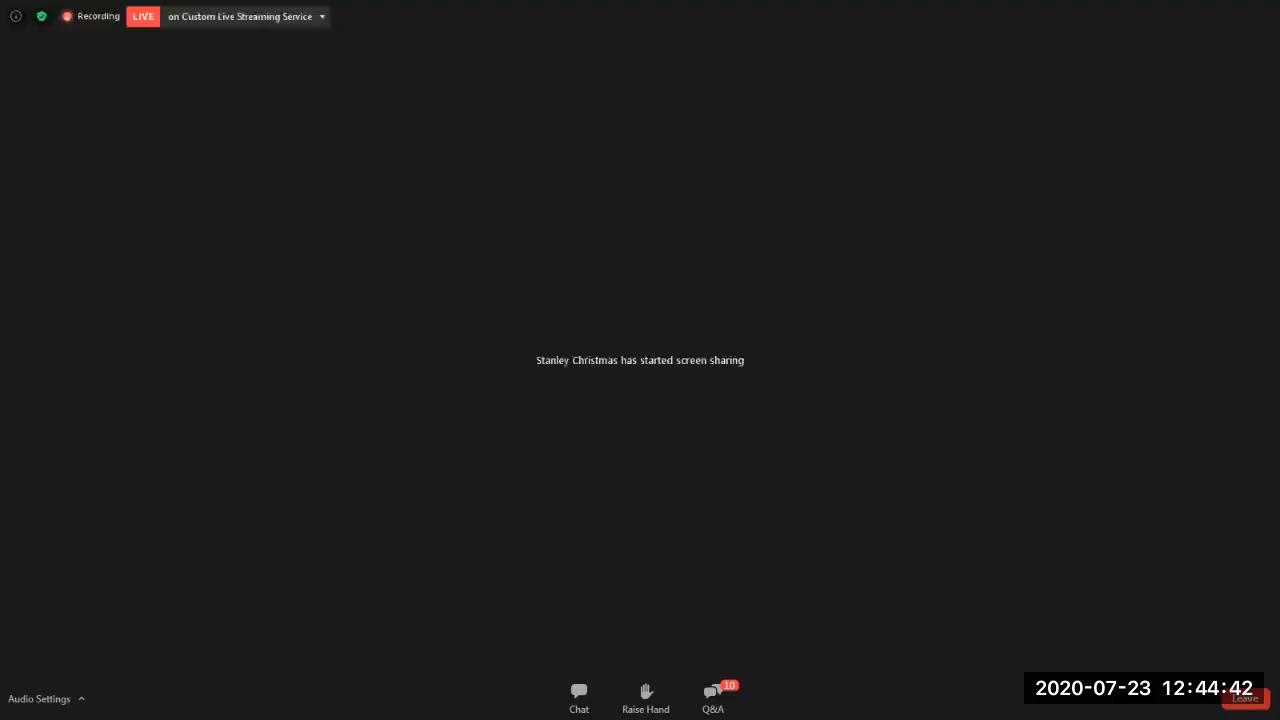 Recording LIVE on Custom Live Streaming Service
Stanley Christmas has started screen sharing
10
Audio Settings Chat Raise Hand Q&A Leave
2020-07-23 12:44:42